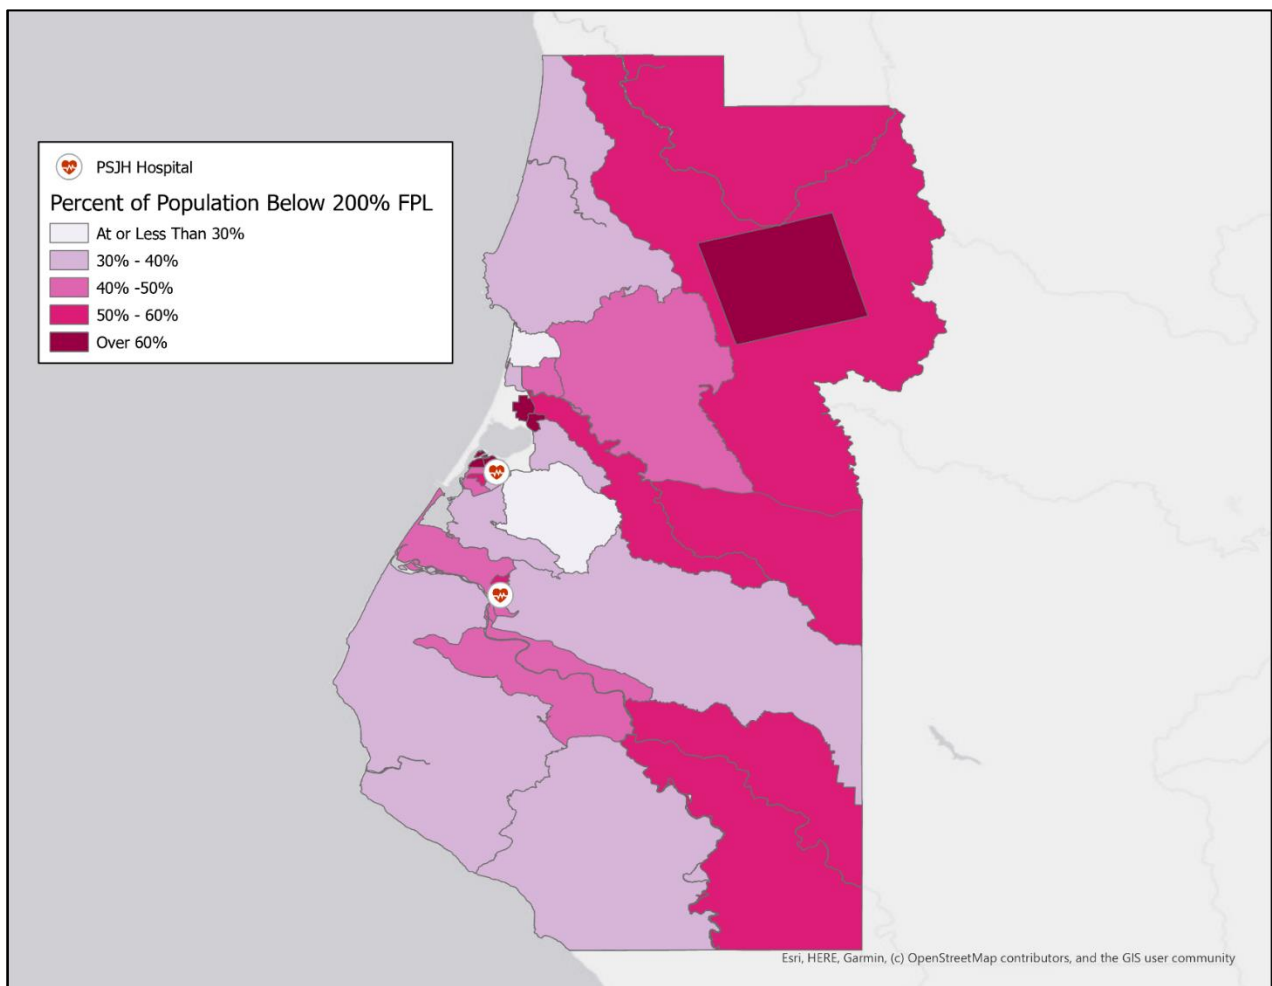 PSJH Hospital
Percent of Population Below 200% FPL
At or Less Than 30%
30% - 40%
40% -50%
50% - 60%
Over 60%
Esri, HERE, Garmin, (c) OpenStreetMap contributors, and the GIS user community